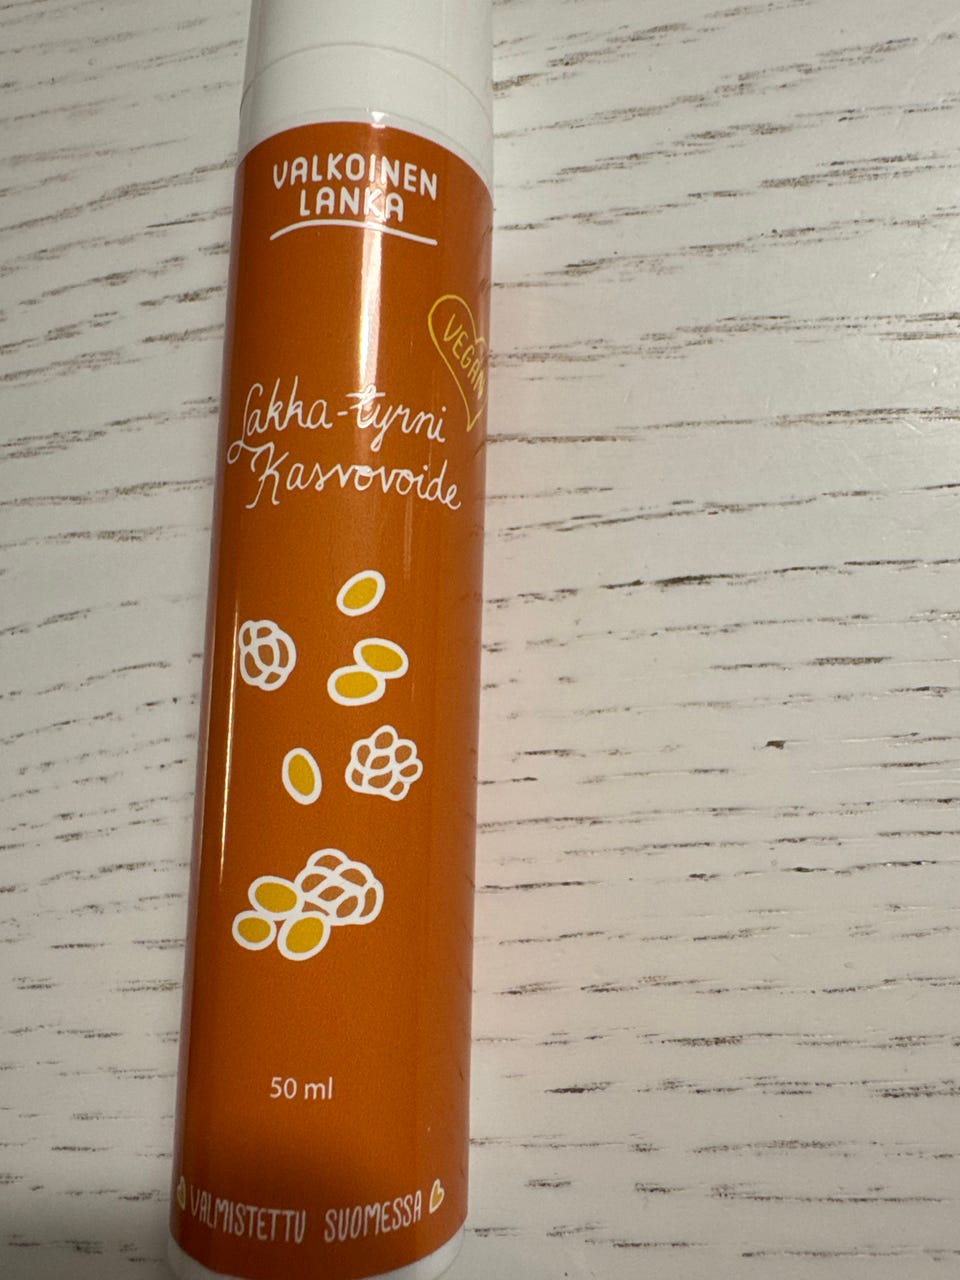 VALKOINEN
LANKA
VEGAN
Lakka-tyrni
Kasvovoide
50 ml
VALMISTETTU SUOMESSA